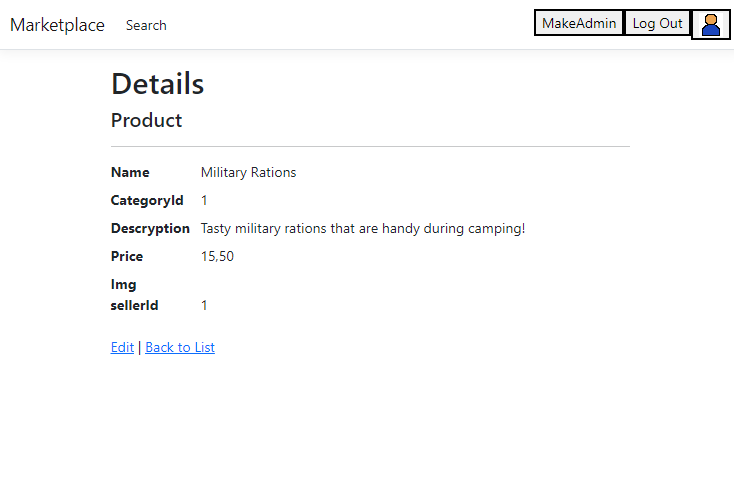 Marketplace Search MakeAdmin Log Out
Details
Product
Name Military Rations
CategoryId 1
Descryption Tasty military rations that are handy during camping!
Price 15,50
Img
sellerId 1
Edit | Back to List